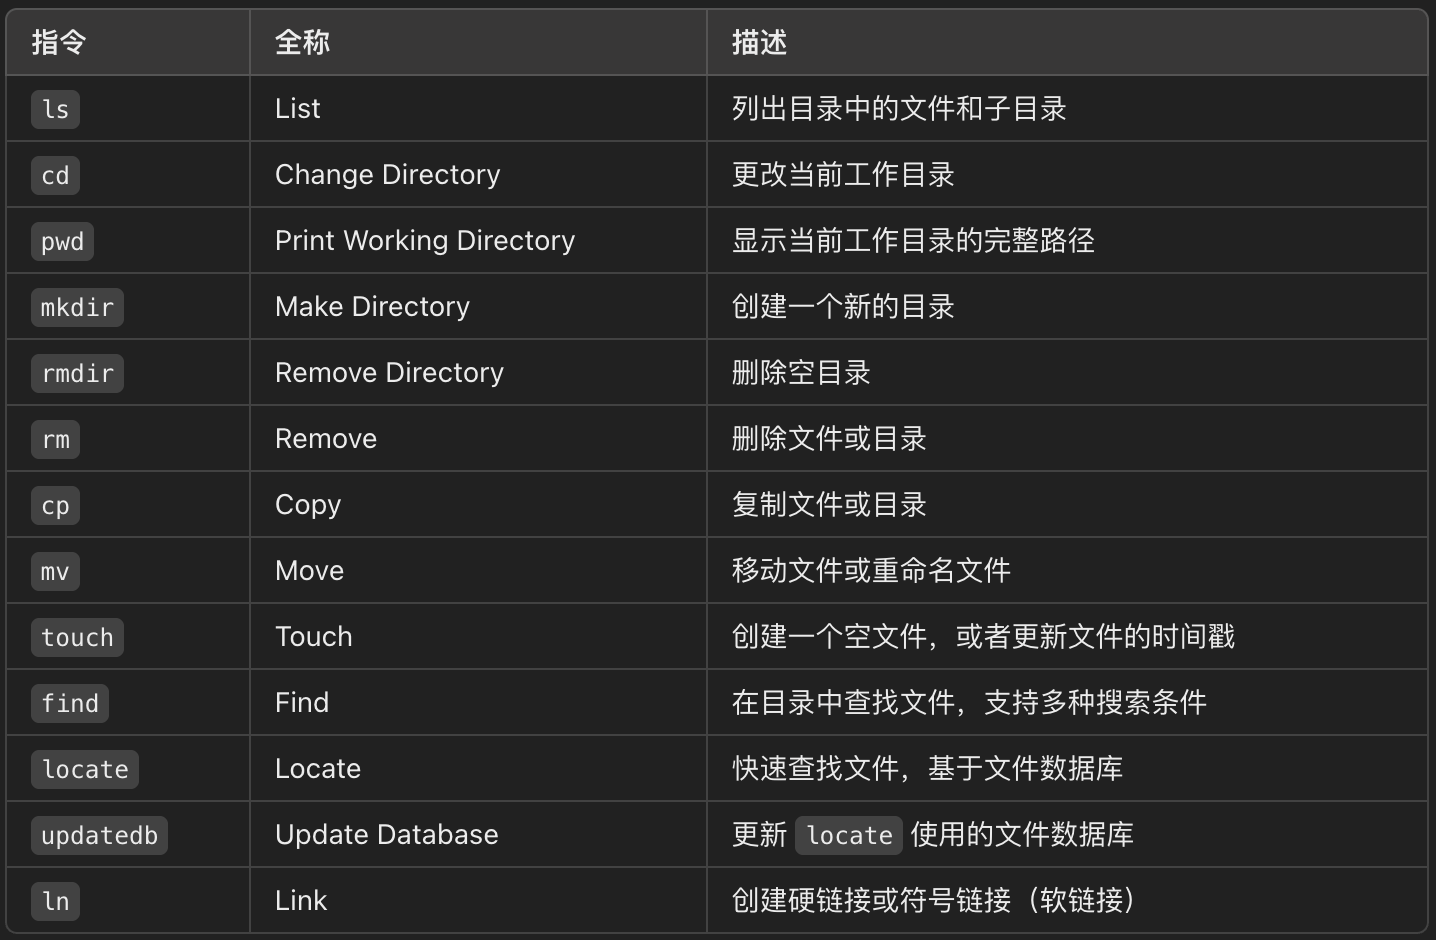 指令 全称 描述
ls List 列出目录中的文件和子目录
cd Change Directory 更改当前工作目录
pwd Print Working Directory 显示当前工作目录的完整路径
mkdir Make Directory 创建一个新的目录
rmdir Remove Directory 删除空目录
rm Remove 删除文件或目录
cp Copy 复制文件或目录
mv Move 移动文件或重命名文件
touch Touch 创建一个空文件，或者更新文件的时间戳
find Find 在目录中查找文件，支持多种搜索条件
locate Locate 快速查找文件，基于文件数据库
updatedb Update Database 更新 locate 使用的文件数据库
ln Link 创建硬链接或符号链接（软链接）